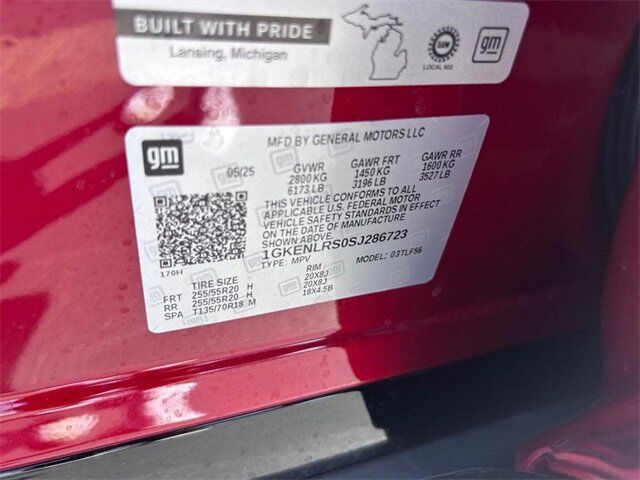 BUILT WITH PRIDE
Lansing, Michigan
UAW
LOCAL 602
gm
gm
MFD BY GENERAL MOTORS LLC
05/25 GVWR GAWR FRT GAWR RR
2800 KG 1450 KG 1600 KG
6173 LB 3196 LB 3527 LB
THIS VEHICLE CONFORMS TO ALL
APPLICABLE U.S. FEDERAL MOTOR
VEHICLE SAFETY STANDARDS IN EFFECT
ON THE DATE OF MANUFACTURE
SHOWN ABOVE.
1GKENLRS0SJ286723
TYPE: MPV MODEL: 03TLF56
170H
TIRE SIZE RIM
FRT 255/55R20 H 20X8J
RR 255/55R20 H 20X8J
SPA T135/70R18 M 18X4.5B